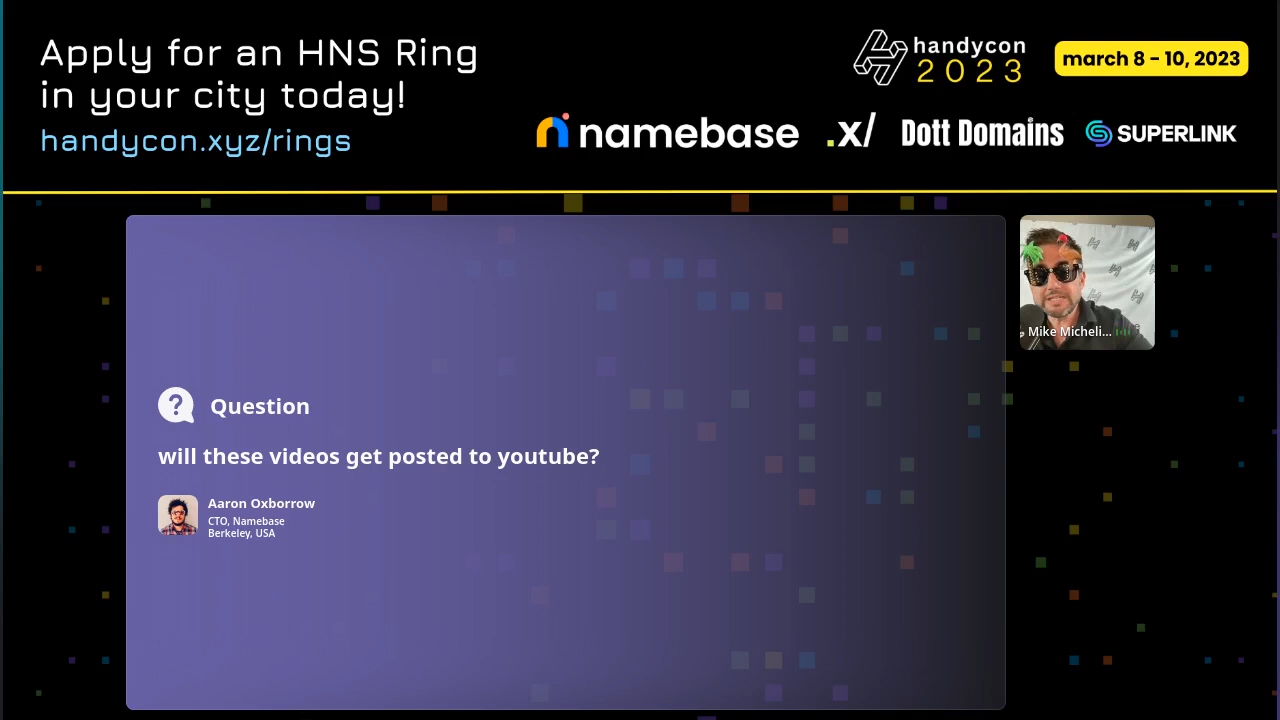 Apply for an HNS Ring
in your city today!
handycon.xyz/rings
handycon
2023
march 8 - 10, 2023
namebase
.x/
Dott Domains
SUPERLINK
Question
will these videos get posted to youtube?
Aaron Oxborrow
CTO, Namebase
Berkeley, USA
Mike Micheli...